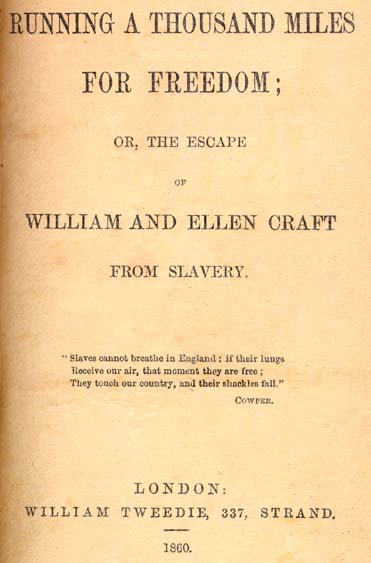 RUNNING A THOUSAND MILES
FOR FREEDOM;
OR, THE ESCAPE
OF
WILLIAM AND ELLEN CRAFT
FROM SLAVERY.
"Slaves cannot breathe in England: if their lungs
Receive our air, that moment they are free;
They touch our country, and their shackles fall."
COWPER.
LONDON:
WILLIAM TWEEDIE, 337, STRAND.
1860.